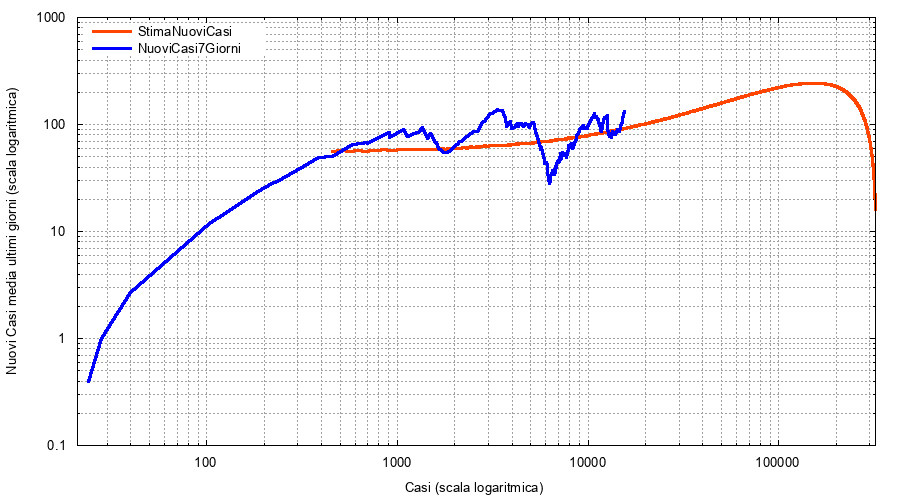 1000
StimaNuoviCasi
NuoviCasi7Giorni
100
10
1
0.1
Nuovi Casi media ultimi giorni (scala logaritmica)
100 1000 10000 100000
Casi (scala logaritmica)